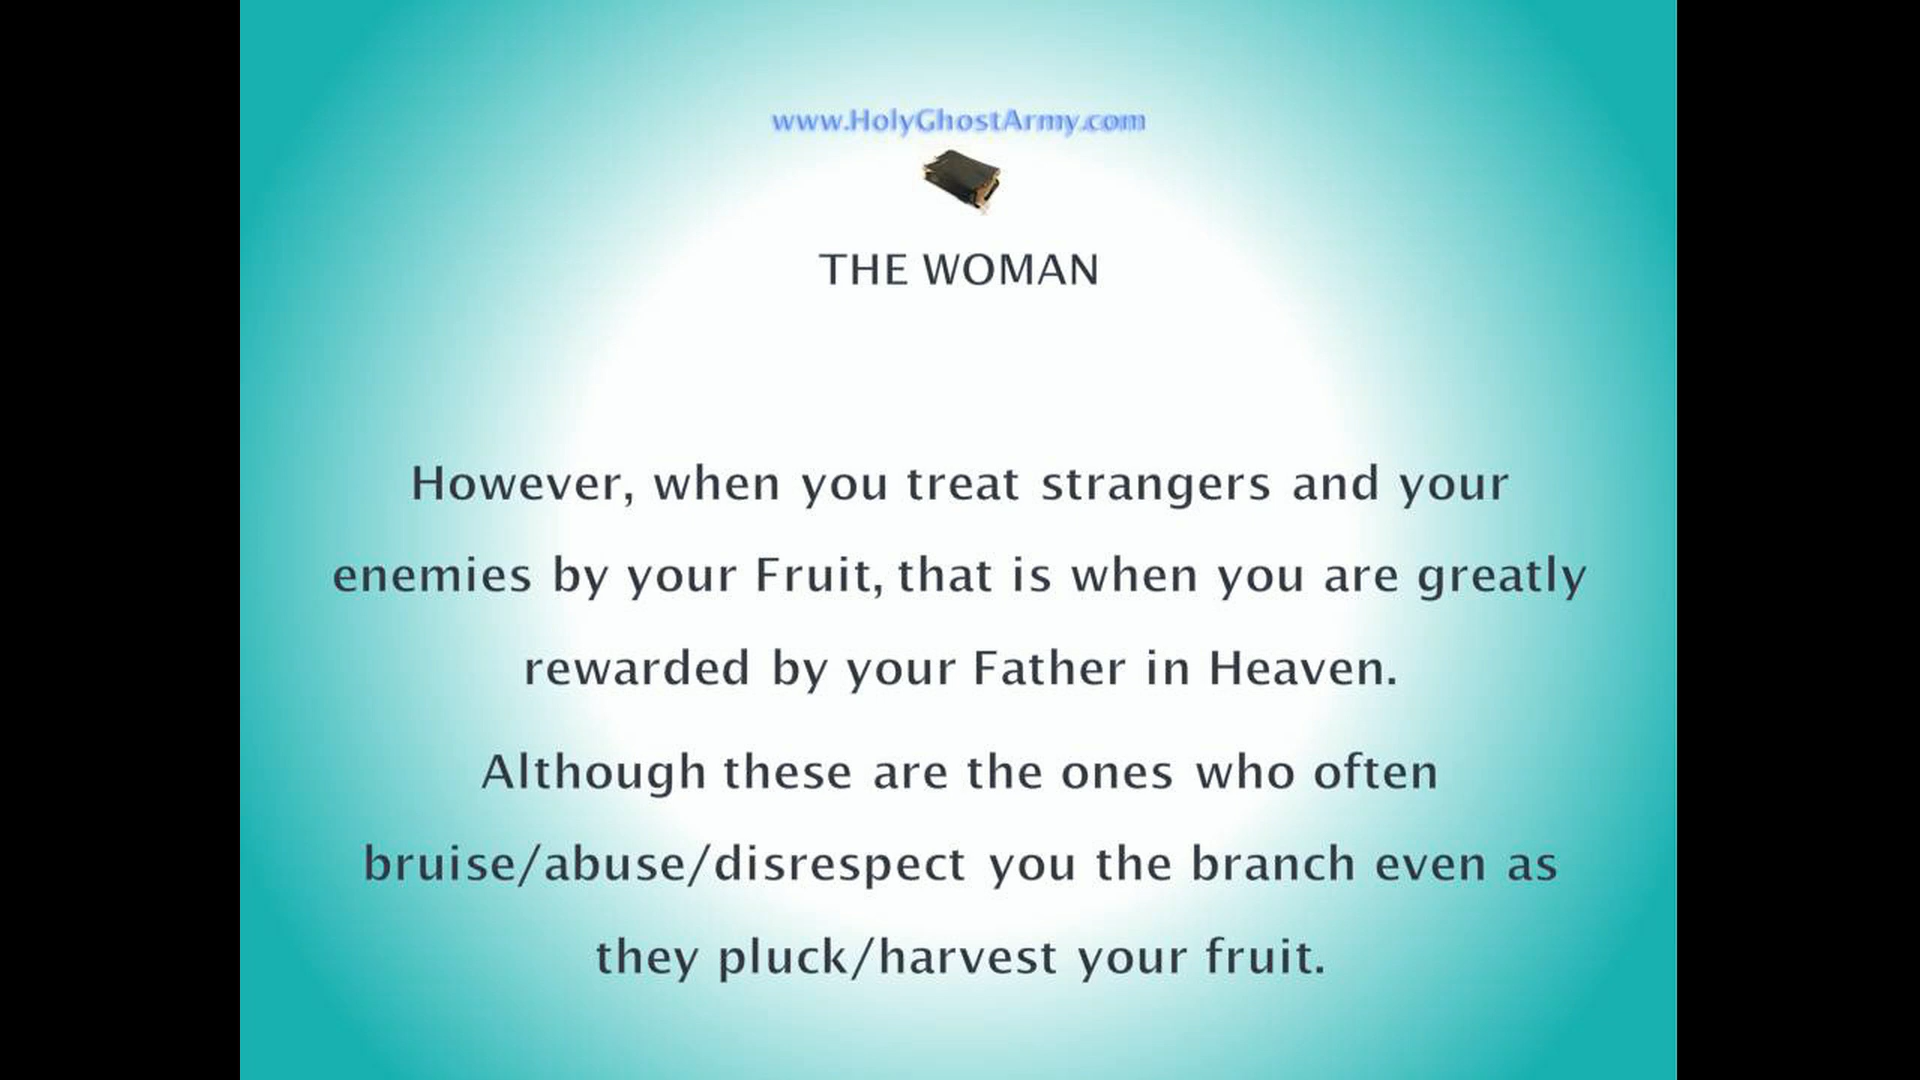 www.HolyGhostArmy.com
THE WOMAN
However, when you treat strangers and your
enemies by your Fruit, that is when you are greatly
rewarded by your Father in Heaven.
Although these are the ones who often
bruise/abuse/disrespect you the branch even as
they pluck/harvest your fruit.